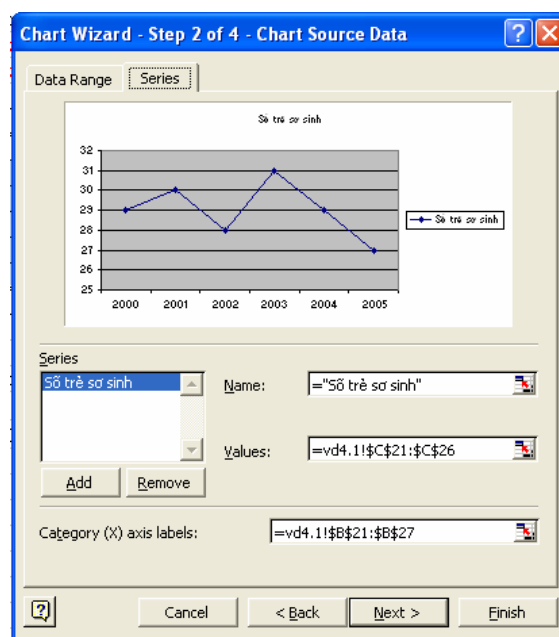 Chart Wizard - Step 2 of 4 - Chart Source Data
Data Range Series
Số trẻ sơ sinh
32
31
30
29
28
27
26
25
Số trẻ sơ sinh
2000 2001 2002 2003 2004 2005
Series
Số trẻ sơ sinh
Name: ="Số trẻ sơ sinh"
Values: =vd4.1!$C$21:$C$26
Add Remove
Category (X) axis labels: =vd4.1!$B$21:$B$27
Cancel < Back Next > Finish